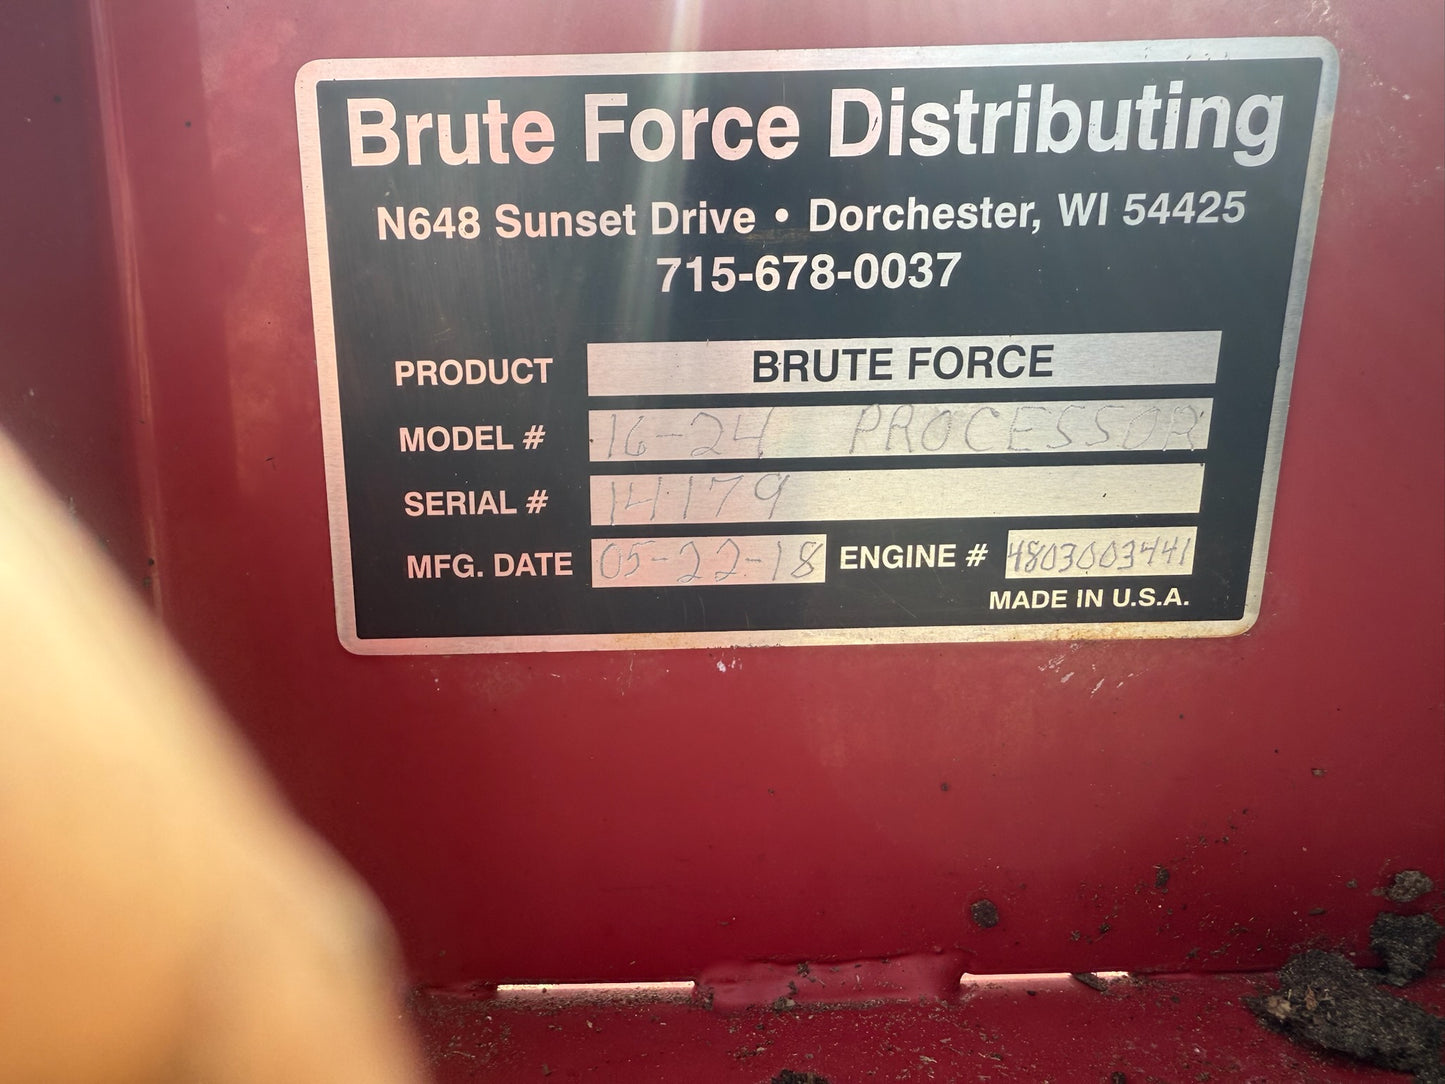 Brute Force Distributing
N648 Sunset Drive • Dorchester, WI 54425
715-678-0037
PRODUCT BRUTE FORCE
MODEL # 16-24 PROCESSOR
SERIAL # 14179
MFG. DATE 05-22-18 ENGINE # 4803003441
MADE IN U.S.A.